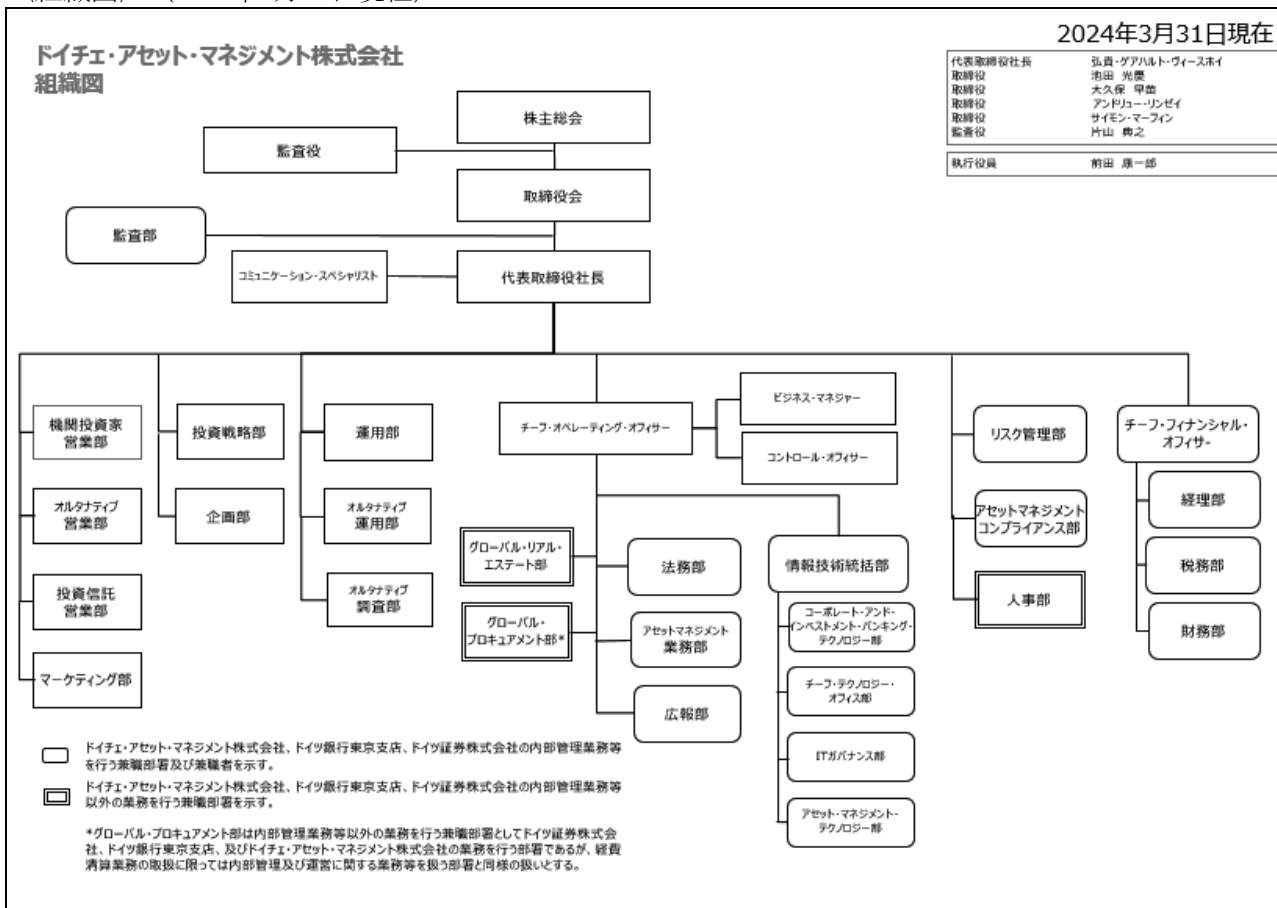 2024年3月31日現在
ドイチェ・アセット・マネジメント株式会社
組織図
代表取締役社長 弘貴・ゲアハルト・ヴィースホイ
取締役 池田 光慶
取締役 大久保 早苗
取締役 アンドリュー・リンゼイ
取締役 サイモン・マーフィン
監査役 片山 典之
執行役員 前田 康一郎
株主総会
監査役
取締役会
監査部
コミュニケーション・スペシャリスト
代表取締役社長
機関投資家
営業部
オルタナティブ
営業部
投資信託
営業部
マーケティング部
投資戦略部
企画部
運用部
オルタナティブ
運用部
オルタナティブ
調査部
チーフ・オペレーティング・オフィサー
ビジネス・マネジャー
コントロール・オフィサー
グローバル・リアル・
エステート部
グローバル・
プロキュアメント部*
法務部
アセットマネジメント
業務部
広報部
情報技術統括部
コーポレート・アンド・
インベストメント・バンキング・
テクノロジー部
チーフ・テクノロジー・
オフィス部
ITガバナンス部
アセット・マネジメント・
テクノロジー部
リスク管理部
アセットマネジメント
コンプライアンス部
人事部
チーフ・フィナンシャル・
オフィサー
経理部
税務部
財務部
ドイチェ・アセット・マネジメント株式会社、ドイツ銀行東京支店、ドイツ証券株式会社の内部管理業務等
を行う兼職部署及び兼職者を示す。
ドイチェ・アセット・マネジメント株式会社、ドイツ銀行東京支店、ドイツ証券株式会社の内部管理業務等
以外の業務を行う兼職部署を示す。
*グローバル・プロキュアメント部は内部管理業務等以外の業務を行う兼職部署としてドイツ証券株式会
社、ドイツ銀行東京支店、及びドイチェ・アセット・マネジメント株式会社の業務を行う部署であるが、経費
清算業務の取扱に限っては内部管理及び運営に関する業務等を扱う部署と同様の扱いとする。